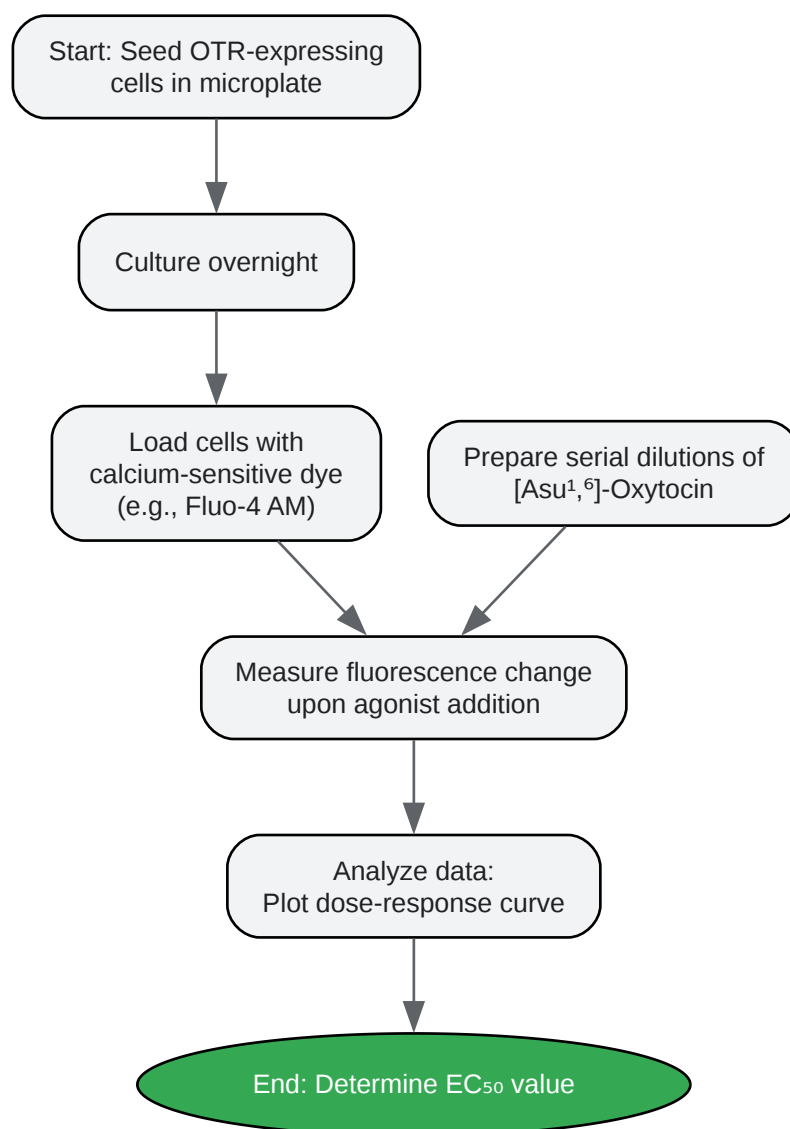 Start: Seed OTR-expressing
cells in microplate
Culture overnight
Load cells with
calcium-sensitive dye
(e.g., Fluo-4 AM)
Prepare serial dilutions of
[Asu¹,⁶]-Oxytocin
Measure fluorescence change
upon agonist addition
Analyze data:
Plot dose-response curve
End: Determine EC₅₀ value